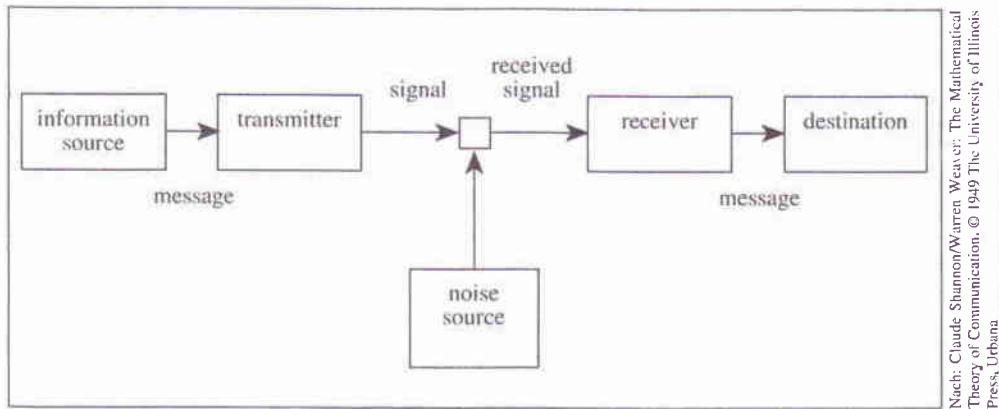 information
source
transmitter
signal
received
signal
receiver
destination
message
message
noise
source
Nach: Claude Shannon/Warren Weaver: The Mathematical
Theory of Communication. © 1949 The University of Illinois
Press, Urbana